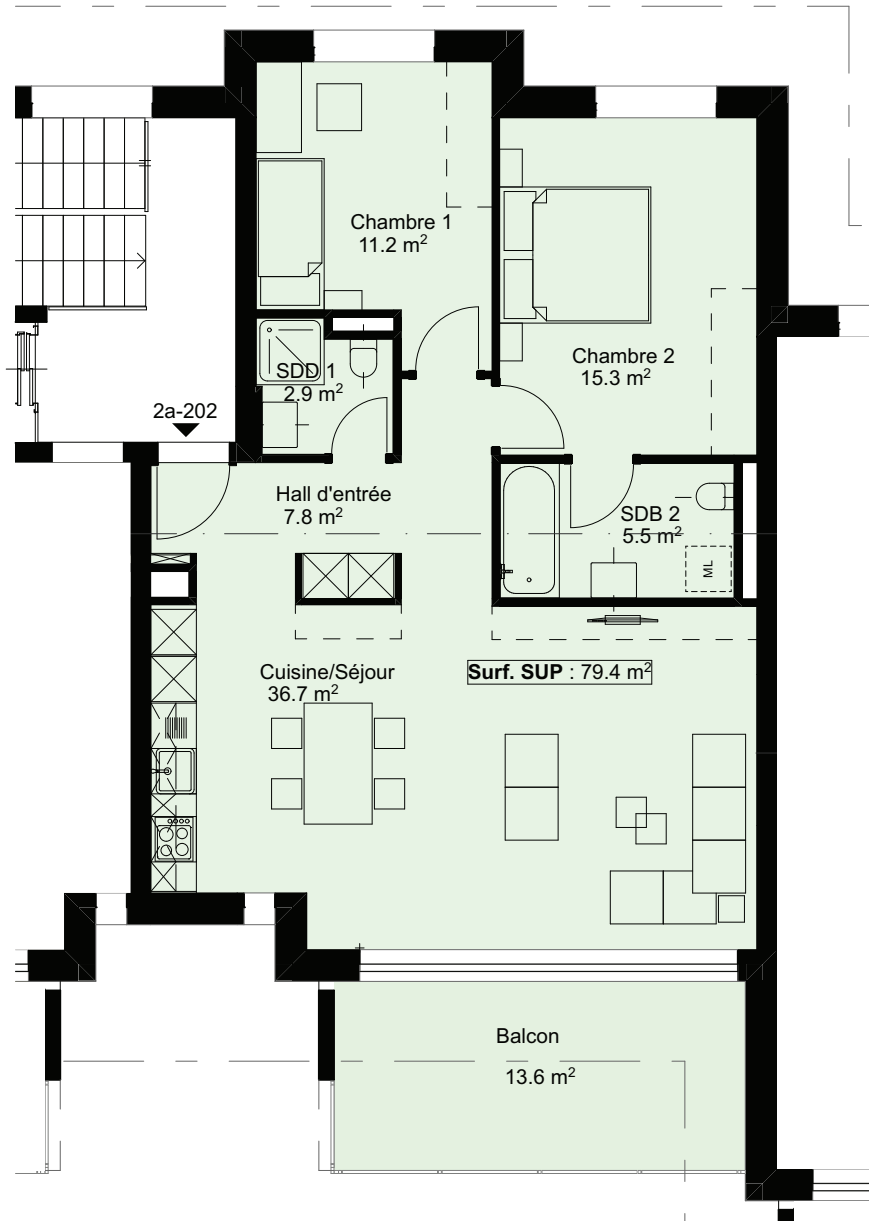 Chambre 1
11.2 m²
Chambre 2
15.3 m²
SDD 1
2.9 m²
2a-202
Hall d'entrée
7.8 m²
SDB 2
5.5 m²
ML
Cuisine/Séjour
36.7 m²
Surf. SUP : 79.4 m²
Balcon
13.6 m²